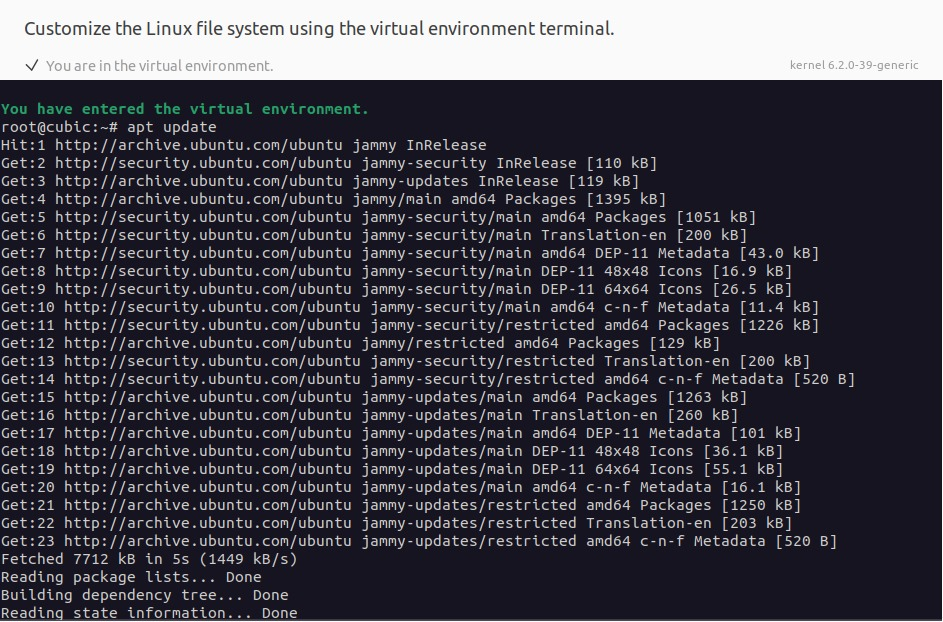 Customize the Linux file system using the virtual environment terminal.
You are in the virtual environment.
kernel 6.2.0-39-generic
You have entered the virtual environment.
root@cubic:~# apt update
Hit:1 http://archive.ubuntu.com/ubuntu jammy InRelease
Get:2 http://security.ubuntu.com/ubuntu jammy-security InRelease [110 kB]
Get:3 http://archive.ubuntu.com/ubuntu jammy-updates InRelease [119 kB]
Get:4 http://archive.ubuntu.com/ubuntu jammy/main amd64 Packages [1395 kB]
Get:5 http://security.ubuntu.com/ubuntu jammy-security/main amd64 Packages [1051 kB]
Get:6 http://security.ubuntu.com/ubuntu jammy-security/main Translation-en [200 kB]
Get:7 http://security.ubuntu.com/ubuntu jammy-security/main amd64 DEP-11 Metadata [43.0 kB]
Get:8 http://security.ubuntu.com/ubuntu jammy-security/main DEP-11 48x48 Icons [16.9 kB]
Get:9 http://security.ubuntu.com/ubuntu jammy-security/main DEP-11 64x64 Icons [26.5 kB]
Get:10 http://security.ubuntu.com/ubuntu jammy-security/main amd64 c-n-f Metadata [11.4 kB]
Get:11 http://security.ubuntu.com/ubuntu jammy-security/restricted amd64 Packages [1226 kB]
Get:12 http://archive.ubuntu.com/ubuntu jammy/restricted amd64 Packages [129 kB]
Get:13 http://security.ubuntu.com/ubuntu jammy-security/restricted Translation-en [200 kB]
Get:14 http://security.ubuntu.com/ubuntu jammy-security/restricted amd64 c-n-f Metadata [520 B]
Get:15 http://archive.ubuntu.com/ubuntu jammy-updates/main amd64 Packages [1263 kB]
Get:16 http://archive.ubuntu.com/ubuntu jammy-updates/main Translation-en [260 kB]
Get:17 http://archive.ubuntu.com/ubuntu jammy-updates/main amd64 DEP-11 Metadata [101 kB]
Get:18 http://archive.ubuntu.com/ubuntu jammy-updates/main DEP-11 48x48 Icons [36.1 kB]
Get:19 http://archive.ubuntu.com/ubuntu jammy-updates/main DEP-11 64x64 Icons [55.1 kB]
Get:20 http://archive.ubuntu.com/ubuntu jammy-updates/main amd64 c-n-f Metadata [16.1 kB]
Get:21 http://archive.ubuntu.com/ubuntu jammy-updates/restricted amd64 Packages [1250 kB]
Get:22 http://archive.ubuntu.com/ubuntu jammy-updates/restricted Translation-en [203 kB]
Get:23 http://archive.ubuntu.com/ubuntu jammy-updates/restricted amd64 c-n-f Metadata [520 B]
Fetched 7712 kB in 5s (1449 kB/s)
Reading package lists... Done
Building dependency tree... Done
Reading state information... Done